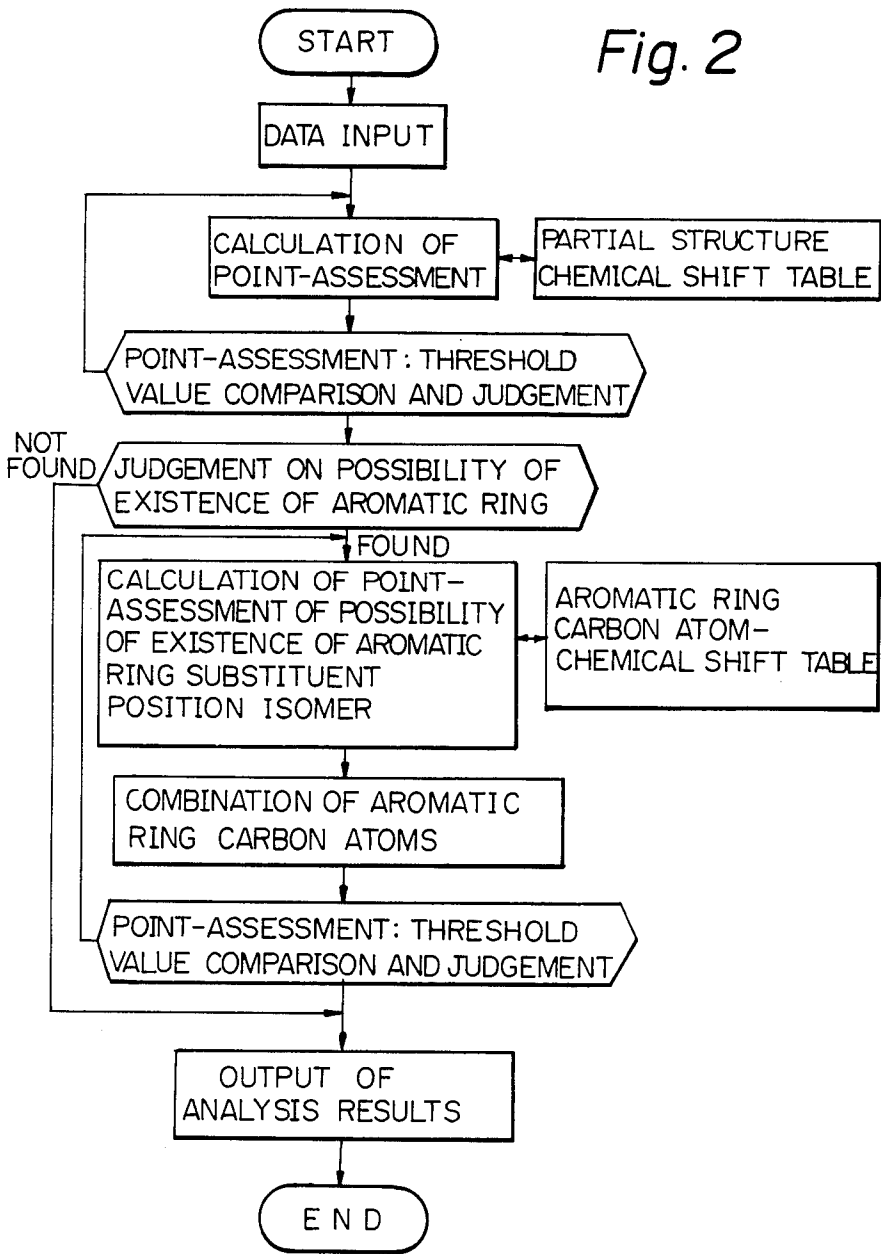 START
Fig. 2
DATA INPUT
CALCULATION OF
POINT-ASSESSMENT
PARTIAL STRUCTURE
CHEMICAL SHIFT TABLE
POINT-ASSESSMENT: THRESHOLD
VALUE COMPARISON AND JUDGEMENT
NOT
FOUND
JUDGEMENT ON POSSIBILITY OF
EXISTENCE OF AROMATIC RING
FOUND
CALCULATION OF POINT-
ASSESSMENT OF POSSIBILITY
OF EXISTENCE OF AROMATIC
RING SUBSTITUENT
POSITION ISOMER
AROMATIC RING
CARBON ATOM-
CHEMICAL SHIFT TABLE
COMBINATION OF AROMATIC
RING CARBON ATOMS
POINT-ASSESSMENT: THRESHOLD
VALUE COMPARISON AND JUDGEMENT
OUTPUT OF
ANALYSIS RESULTS
END